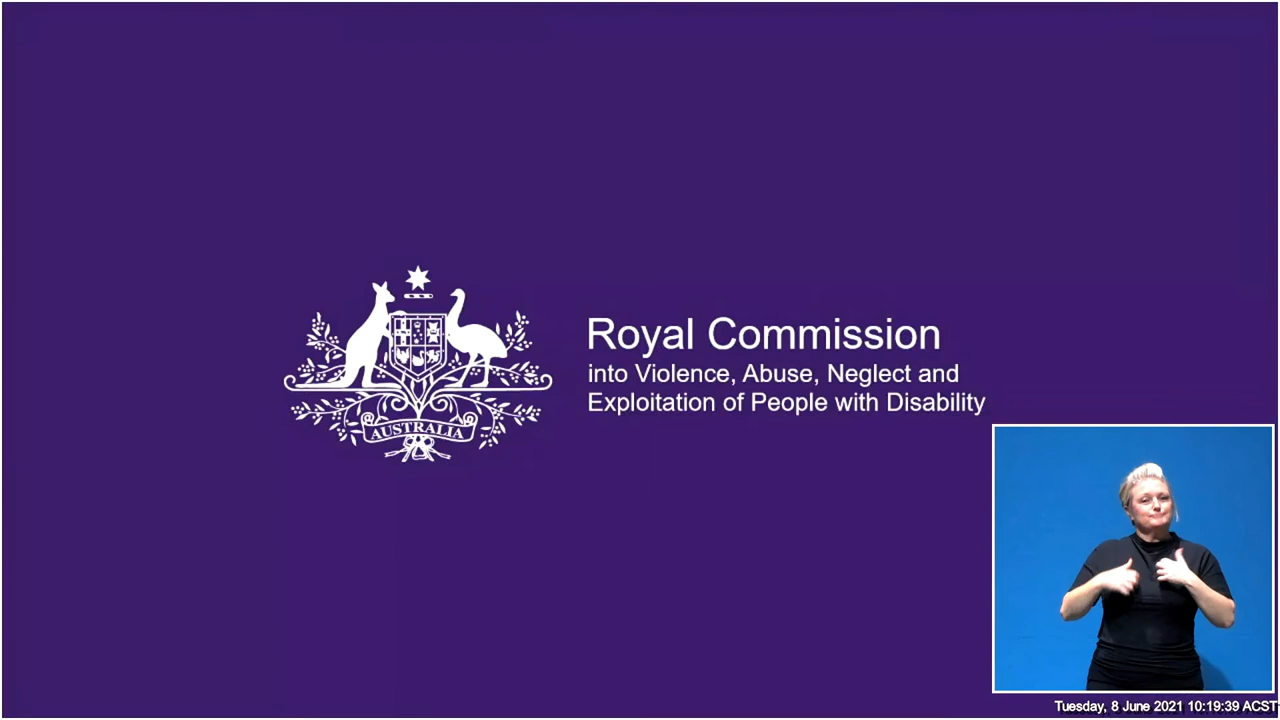 Royal Commission
into Violence, Abuse, Neglect and
Exploitation of People with Disability
AUSTRALIA
Tuesday, 8 June 2021 10:19:39 ACST